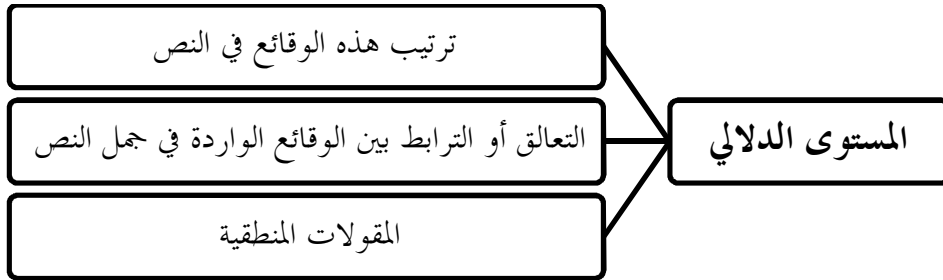 المستوى الدلالي
ترتيب هذه الوقائع في النص
التعالق أو الترابط بين الوقائع الواردة في جمل النص
المقولات المنطقية